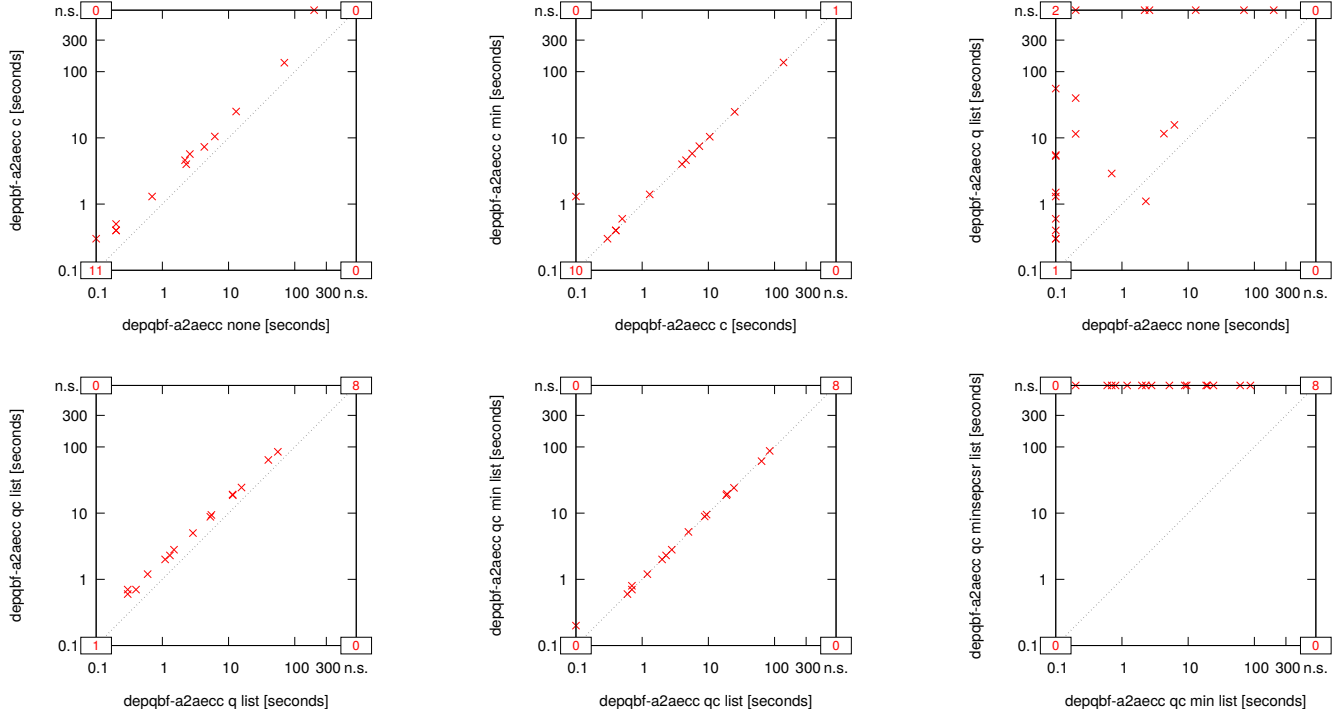 n.s. 0 0
300
100
10
1
0.1 11 0
0.1 1 10 100 300 n.s.
depqbf-a2aecc c [seconds]
depqbf-a2aecc none [seconds]
n.s. 0 1
300
100
10
1
0.1 10 0
0.1 1 10 100 300 n.s.
depqbf-a2aecc c min [seconds]
depqbf-a2aecc c [seconds]
n.s. 2 0
300
100
10
1
0.1 1 0
0.1 1 10 100 300 n.s.
depqbf-a2aecc q list [seconds]
depqbf-a2aecc none [seconds]
n.s. 0 8
300
100
10
1
0.1 1 0
0.1 1 10 100 300 n.s.
depqbf-a2aecc qc list [seconds]
depqbf-a2aecc q list [seconds]
n.s. 0 8
300
100
10
1
0.1 0 0
0.1 1 10 100 300 n.s.
depqbf-a2aecc qc min list [seconds]
depqbf-a2aecc qc list [seconds]
n.s. 0 8
300
100
10
1
0.1 0 0
0.1 1 10 100 300 n.s.
depqbf-a2aecc qc minsepcsr list [seconds]
depqbf-a2aecc qc min list [seconds]